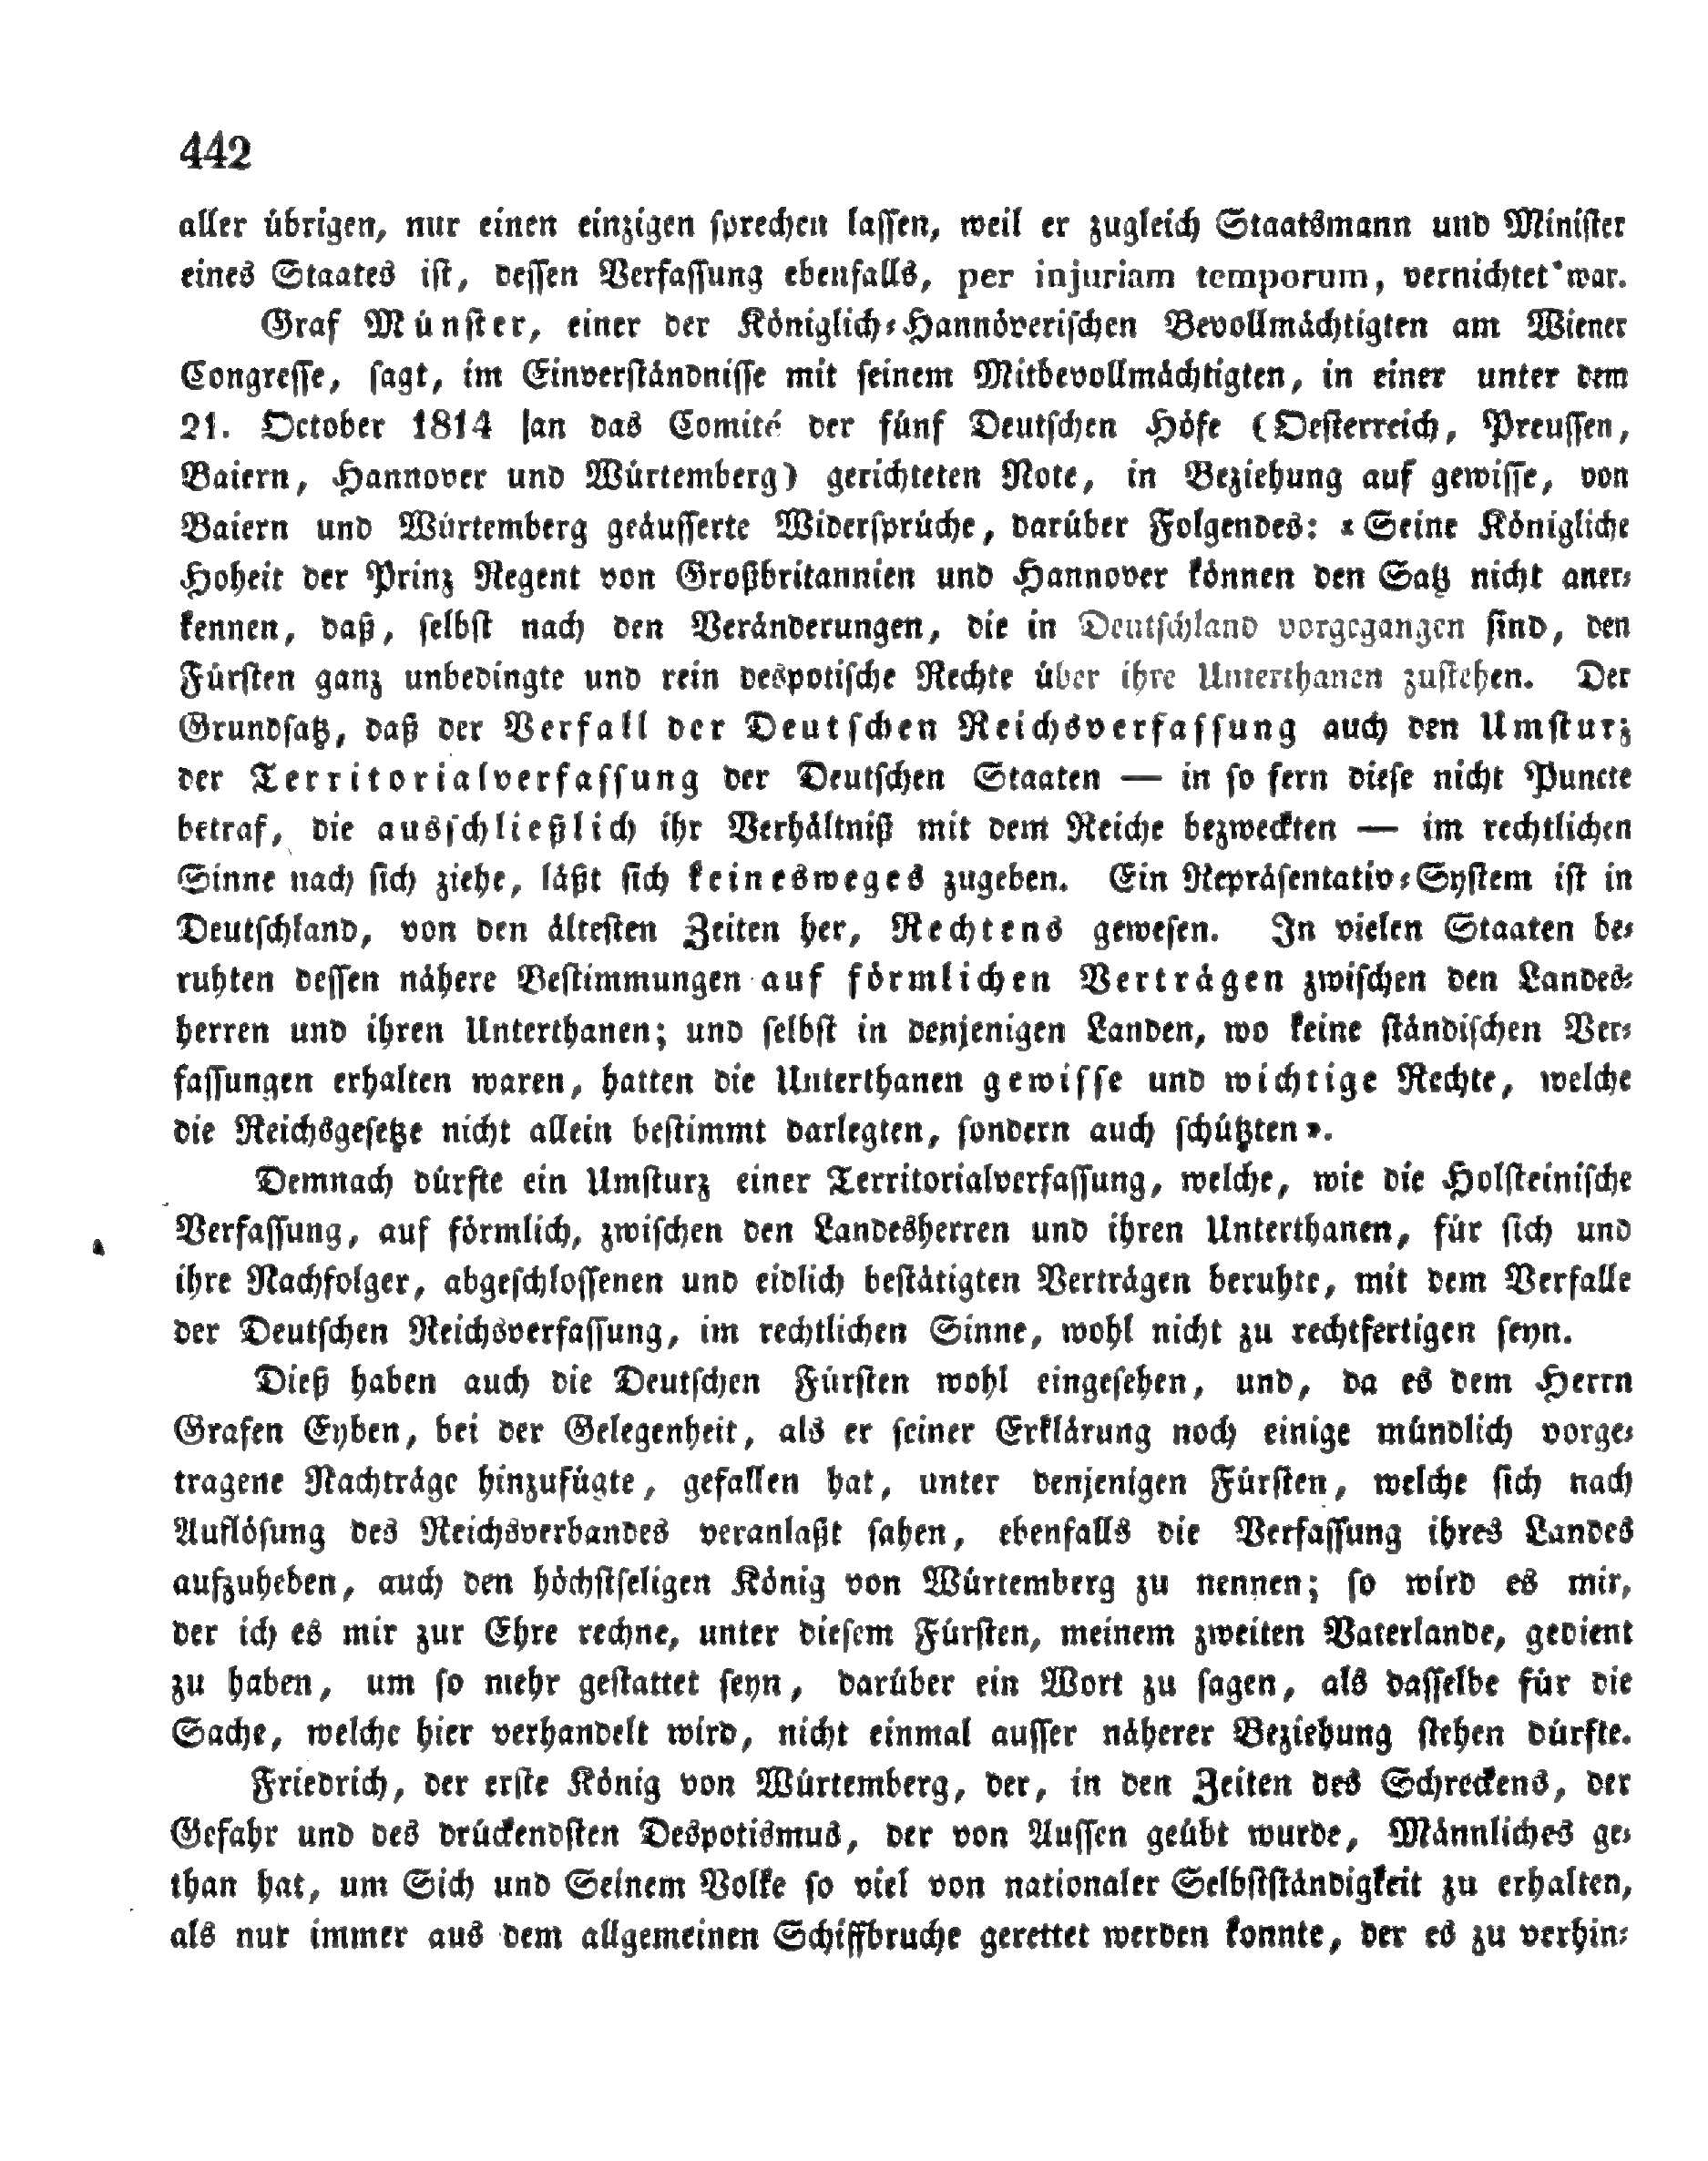 442
aller übrigen, nur einen einzigen sprechen lassen, weil er zugleich Staatsmann und Minister
eines Staates ist, dessen Verfassung ebenfalls, per injuriam temporum, vernichtet war.
Graf Münster, einer der Königlich-Hannöverischen Bevollmächtigten am Wiener
Congresse, sagt, im Einverständnisse mit seinem Mitbevollmächtigten, in einer unter dem
21. October 1814 an das Comité der fünf Deutschen Höfe (Oesterreich, Preussen,
Baiern, Hannover und Würtemberg) gerichteten Note, in Beziehung auf gewisse, von
Baiern und Würtemberg geäusserte Widersprüche, darüber Folgendes: «Seine Königliche
Hoheit der Prinz Regent von Großbritannien und Hannover können den Satz nicht aner-
kennen, daß, selbst nach den Veränderungen, die in Deutschland vorgegangen sind, den
Fürsten ganz unbedingte und rein despotische Rechte über ihre Unterthanen zustehen. Der
Grundsatz, daß der Verfall der Deutschen Reichsverfassung auch den Umsturz
der Territorialverfassung der Deutschen Staaten — in so fern diese nicht Puncte
betraf, die ausschließlich ihr Verhältniß mit dem Reiche bezweckten — im rechtlichen
Sinne nach sich ziehe, läßt sich keinesweges zugeben. Ein Repräsentativ-System ist in
Deutschland, von den ältesten Zeiten her, Rechtens gewesen. In vielen Staaten be-
ruhten dessen nähere Bestimmungen auf förmlichen Verträgen zwischen den Landes-
herren und ihren Unterthanen; und selbst in denjenigen Landen, wo keine ständischen Ver-
fassungen erhalten waren, hatten die Unterthanen gewisse und wichtige Rechte, welche
die Reichsgesetze nicht allein bestimmt darlegten, sondern auch schützten».
Demnach dürfte ein Umsturz einer Territorialverfassung, welche, wie die Holsteinische
Verfassung, auf förmlich, zwischen den Landesherren und ihren Unterthanen, für sich und
ihre Nachfolger, abgeschlossenen und eidlich bestätigten Verträgen beruhte, mit dem Verfalle
der Deutschen Reichsverfassung, im rechtlichen Sinne, wohl nicht zu rechtfertigen seyn.
Dieß haben auch die Deutschen Fürsten wohl eingesehen, und, da es dem Herrn
Grafen Eyben, bei der Gelegenheit, als er seiner Erklärung noch einige mündlich vorge-
tragene Nachträge hinzufügte, gefallen hat, unter denjenigen Fürsten, welche sich nach
Auflösung des Reichsverbandes veranlaßt sahen, ebenfalls die Verfassung ihres Landes
aufzuheben, auch den höchstseligen König von Würtemberg zu nennen; so wird es mir,
der ich es mir zur Ehre rechne, unter diesem Fürsten, meinem zweiten Vaterlande, gedient
zu haben, um so mehr gestattet seyn, darüber ein Wort zu sagen, als dasselbe für die
Sache, welche hier verhandelt wird, nicht einmal ausser näherer Beziehung stehen dürfte.
Friedrich, der erste König von Würtemberg, der, in den Zeiten des Schreckens, der
Gefahr und des drückendsten Despotismus, der von Aussen geübt wurde, Männliches ge-
than hat, um Sich und Seinem Volke so viel von nationaler Selbstständigkeit zu erhalten,
als nur immer aus dem allgemeinen Schiffbruche gerettet werden konnte, der es zu verhin-